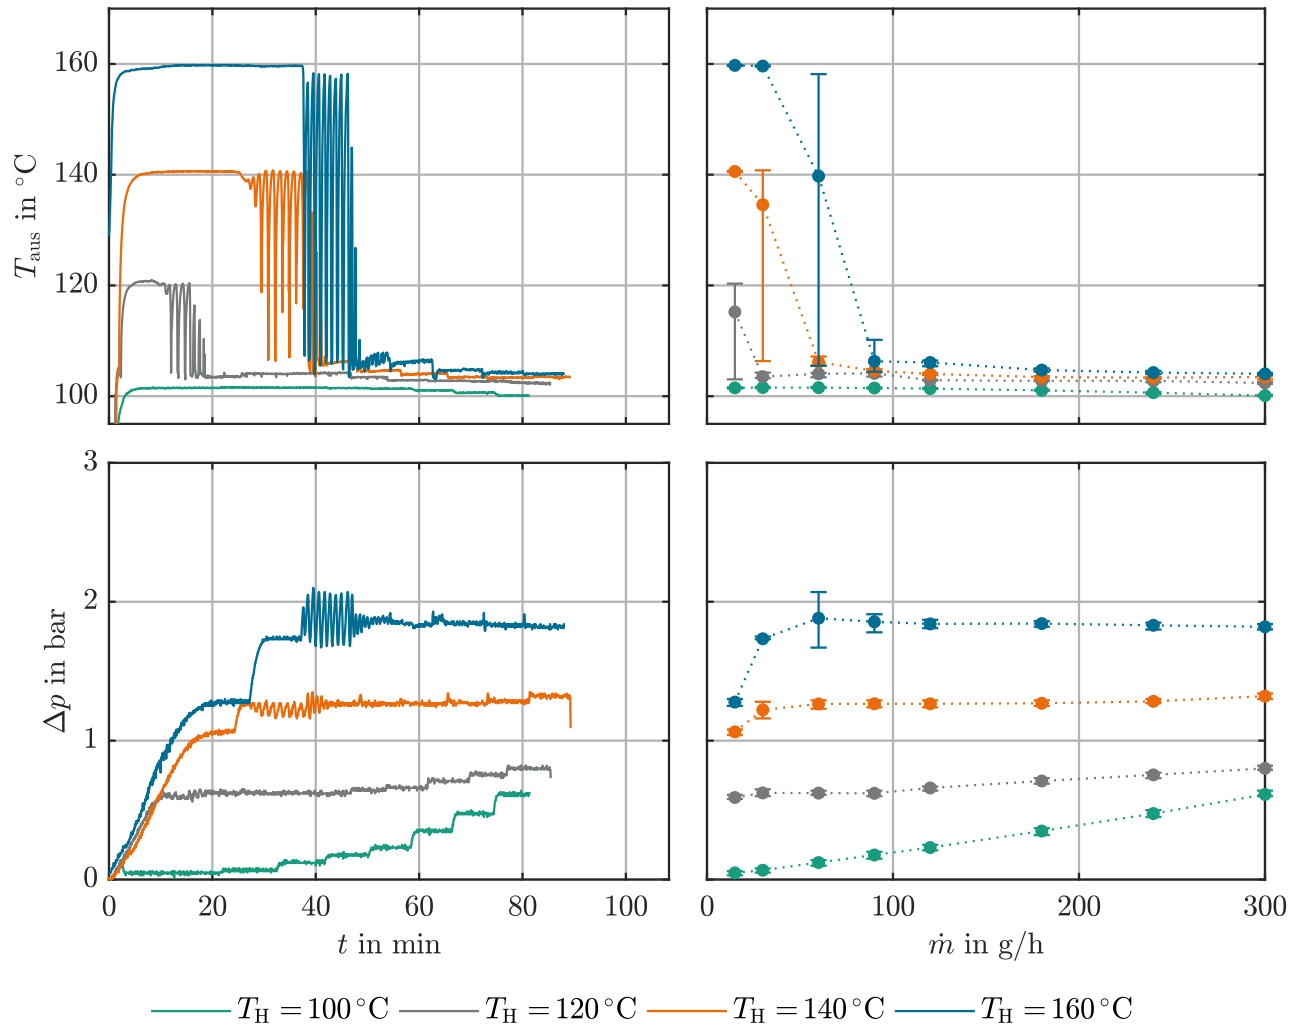 160
140
120
100
T_aus in °C
3
2
1
0
Δp in bar
0 20 40 60 80 100
t in min
0 100 200 300
ṁ in g/h
T_H = 100 °C T_H = 120 °C T_H = 140 °C T_H = 160 °C